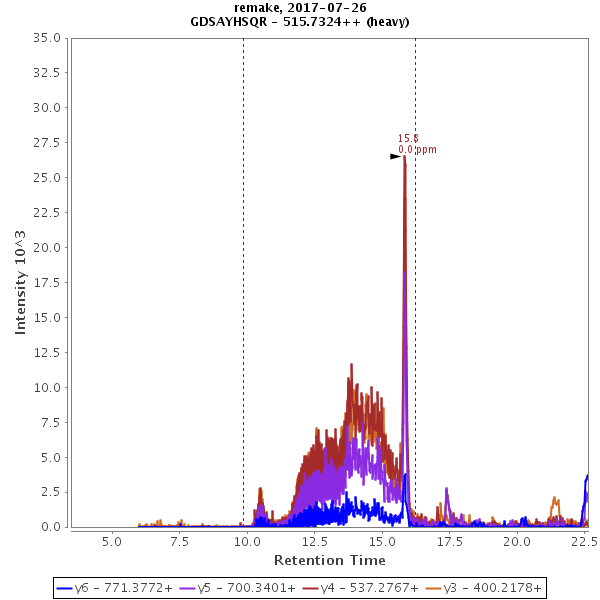 remake, 2017-07-26
GDSAYHSQR - 515.7324++ (heavy)
35.0
32.5
30.0
27.5
25.0
22.5
20.0
17.5
15.0
12.5
10.0
7.5
5.0
2.5
0.0
Intensity 10^3
15.8
0.0 ppm
5.0 7.5 10.0 12.5 15.0 17.5 20.0 22.5
Retention Time
y6 - 771.3772+ y5 - 700.3401+ y4 - 537.2767+ y3 - 400.2178+